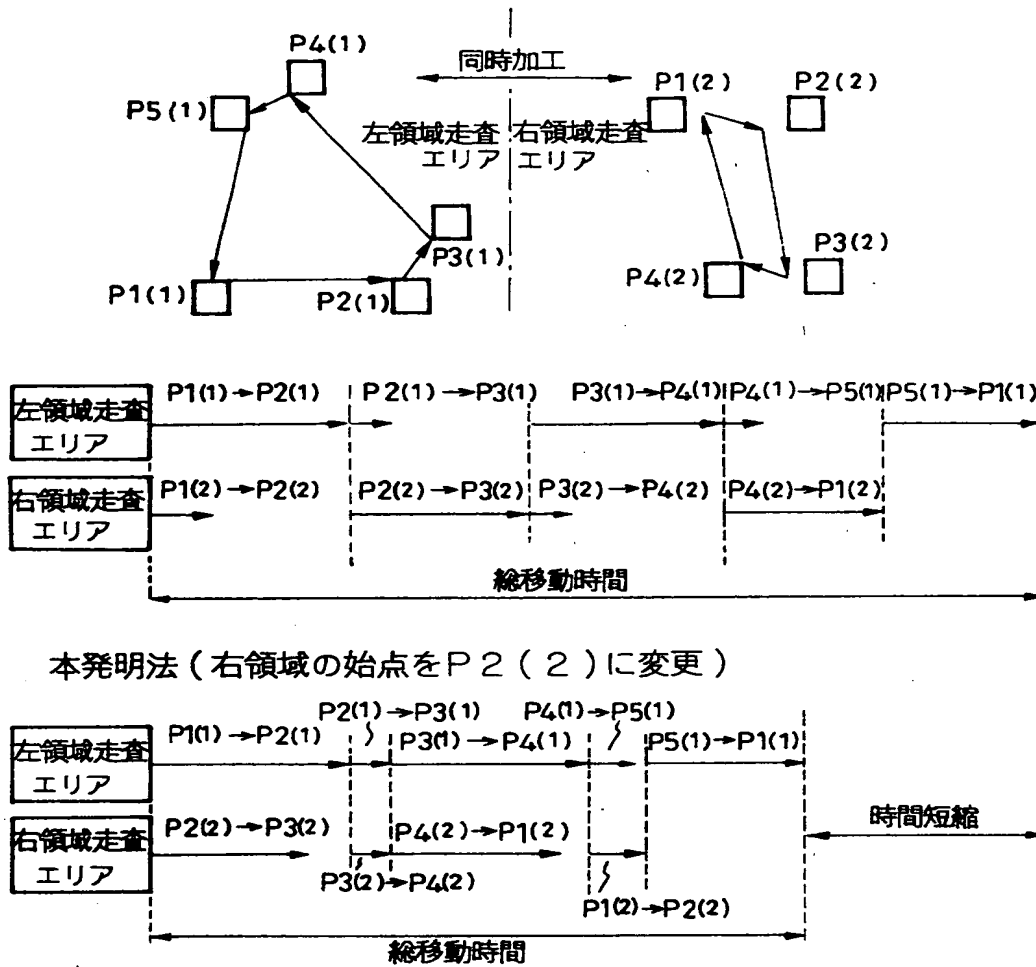 P4(1)
同時加工
P5(1)
P1(2)
P2(2)
左領域走査
エリア
右領域走査
エリア
P3(1)
P3(2)
P1(1)
P2(1)
P4(2)
左領域走査
エリア
P1(1)→P2(1)
P2(1)→P3(1)
P3(1)→P4(1)
P4(1)→P5(1)
P5(1)→P1(1)
右領域走査
エリア
P1(2)→P2(2)
P2(2)→P3(2)
P3(2)→P4(2)
P4(2)→P1(2)
総移動時間
本発明法(右領域の始点をP2(2)に変更)
P2(1)→P3(1)
P4(1)→P5(1)
左領域走査
エリア
P1(1)→P2(1)
P3(1)→P4(1)
P5(1)→P1(1)
右領域走査
エリア
P2(2)→P3(2)
P4(2)→P1(2)
時間短縮
P3(2)→P4(2)
P1(2)→P2(2)
総移動時間